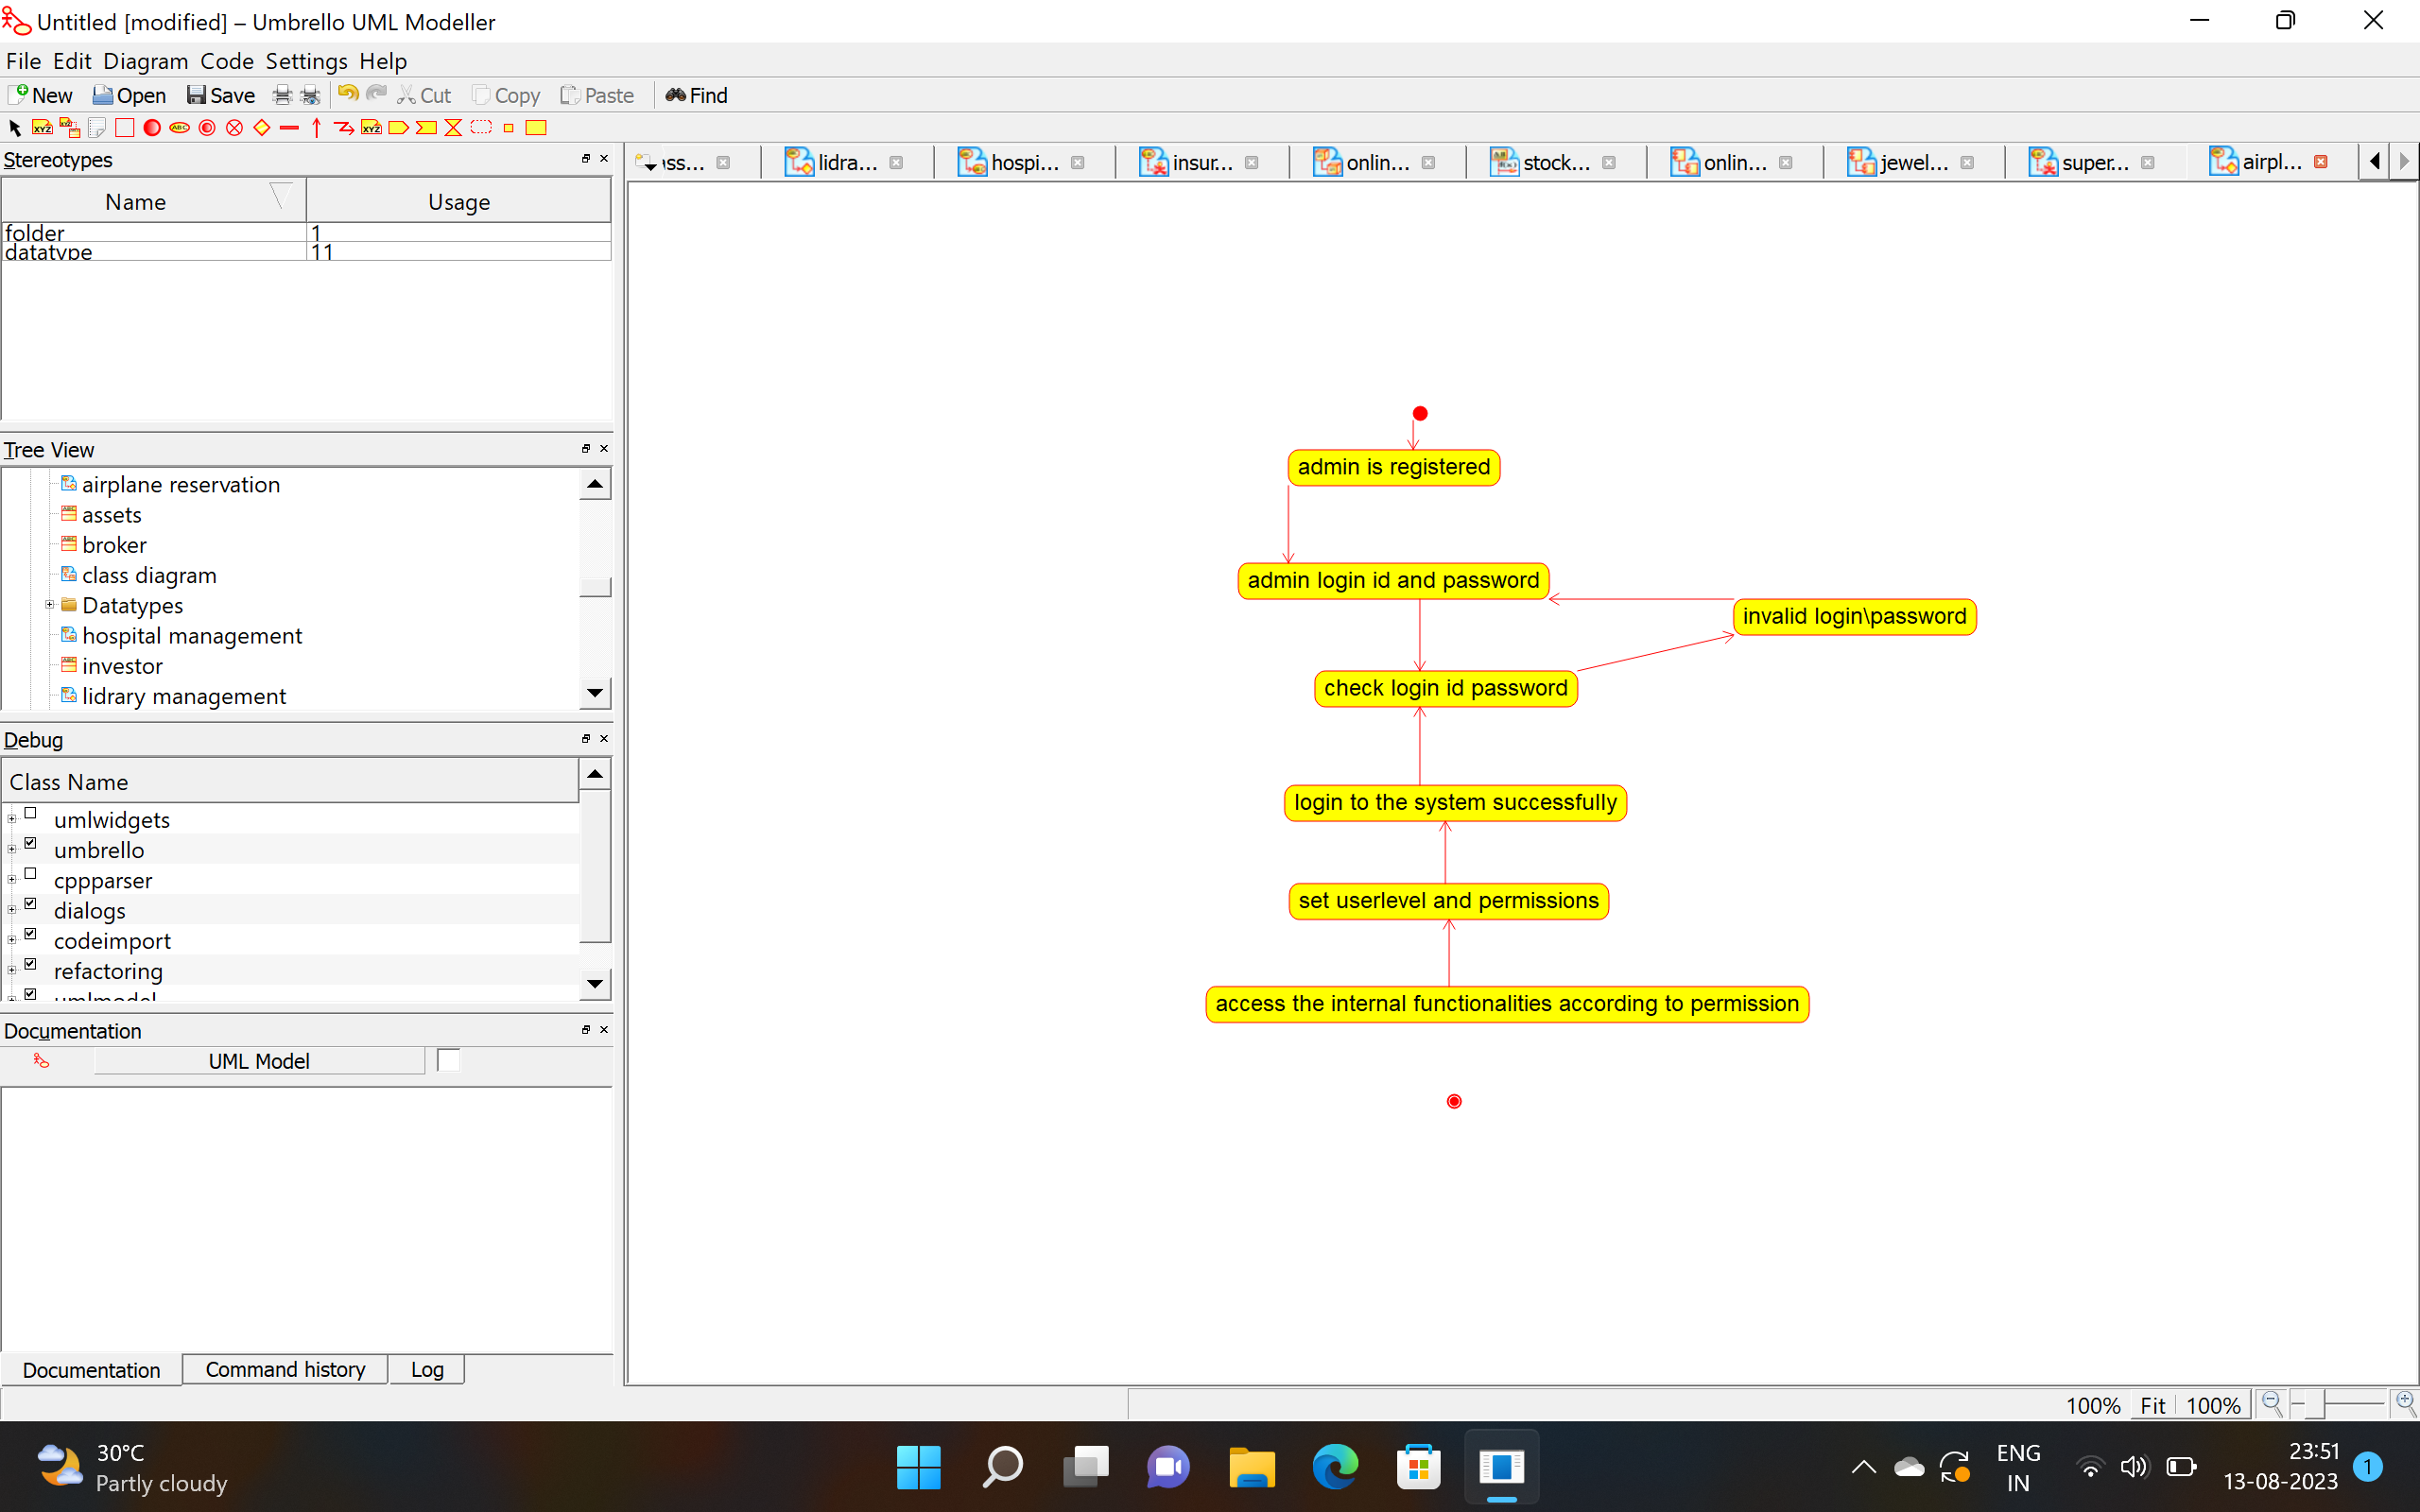 Untitled [modified] – Umbrello UML Modeller
File Edit Diagram Code Settings Help
New Open Save Cut Copy Paste Find
Stereotypes
Name Usage
folder 1
datatype 11
Tree View
airplane reservation
assets
broker
class diagram
Datatypes
hospital management
investor
lidrary management
Debug
Class Name
umlwidgets
umbrello
cppparser
dialogs
codeimport
refactoring
umlmodel
Documentation
UML Model
Documentation Command history Log
ıss... lidra... hospi... insur... onlin... stock... onlin... jewel... super... airpl...
admin is registered
admin login id and password
invalid login\password
check login id password
login to the system successfully
set userlevel and permissions
access the internal functionalities according to permission
100% Fit 100%
30°C
Partly cloudy
ENG
IN
23:51
13-08-2023
1